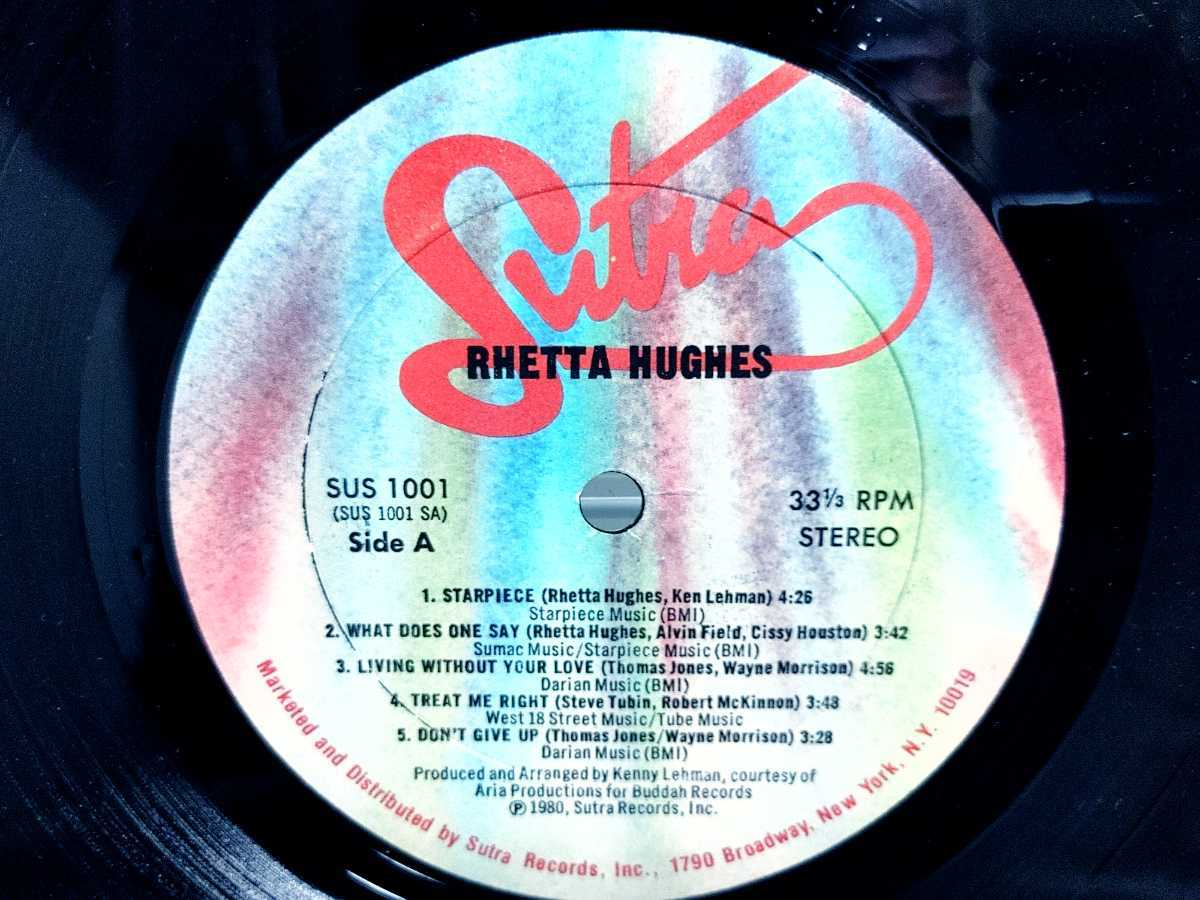 Sutra
RHETTA HUGHES
SUS 1001
(SUS 1001 SA)
Side A
33⅓ RPM
STEREO
1. STARPIECE (Rhetta Hughes, Ken Lehman) 4:26
Starpiece Music (BMI)
2. WHAT DOES ONE SAY (Rhetta Hughes, Alvin Field, Cissy Houston) 3:42
Sumac Music/Starpiece Music (BMI)
3. LIVING WITHOUT YOUR LOVE (Thomas Jones, Wayne Morrison) 4:56
Darian Music (BMI)
4. TREAT ME RIGHT (Steve Tubin, Robert McKinnon) 3:48
West 18 Street Music/Tube Music
5. DON'T GIVE UP (Thomas Jones/Wayne Morrison) 3:28
Darian Music (BMI)
Produced and Arranged by Kenny Lehman, courtesy of
Aria Productions for Buddah Records
℗ 1980, Sutra Records, Inc.
Marketed and Distributed by Sutra Records, Inc., 1790 Broadway, New York, N.Y. 10019